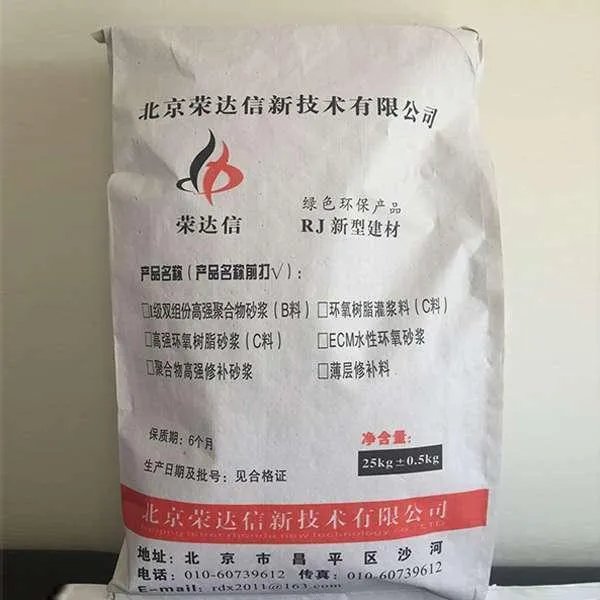 北京荣达信新技术有限公司
荣达信
绿色环保产品
RJ 新型建材
产品名称（产品名称前打√）：
□I级双组份高强聚合物砂浆（B料） □环氧树脂灌浆料（C料）
□高强环氧树脂砂浆（C料） □ECM水性环氧砂浆
□聚合物高强修补砂浆 □薄层修补料
保质期：6个月
净含量：
25kg±0.5kg
生产日期及批号：见合格证
北京荣达信新技术有限公司
地址：北京市昌平区沙河
电话：010-60739612 传真：010-60739612
E-mail: rdx2011@163.com